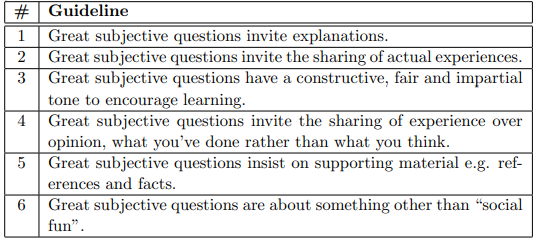 # Guideline
1 Great subjective questions invite explanations.
2 Great subjective questions invite the sharing of actual experiences.
3 Great subjective questions have a constructive, fair and impartial
tone to encourage learning.
4 Great subjective questions invite the sharing of experience over
opinion, what you've done rather than what you think.
5 Great subjective questions insist on supporting material e.g. ref-
erences and facts.
6 Great subjective questions are about something other than “social
fun”.